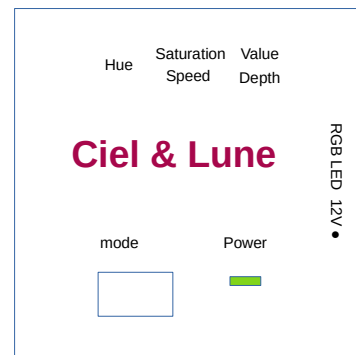 Hue
Saturation
Speed
Value
Depth
Ciel & Lune
RGB LED 12V●
mode
Power